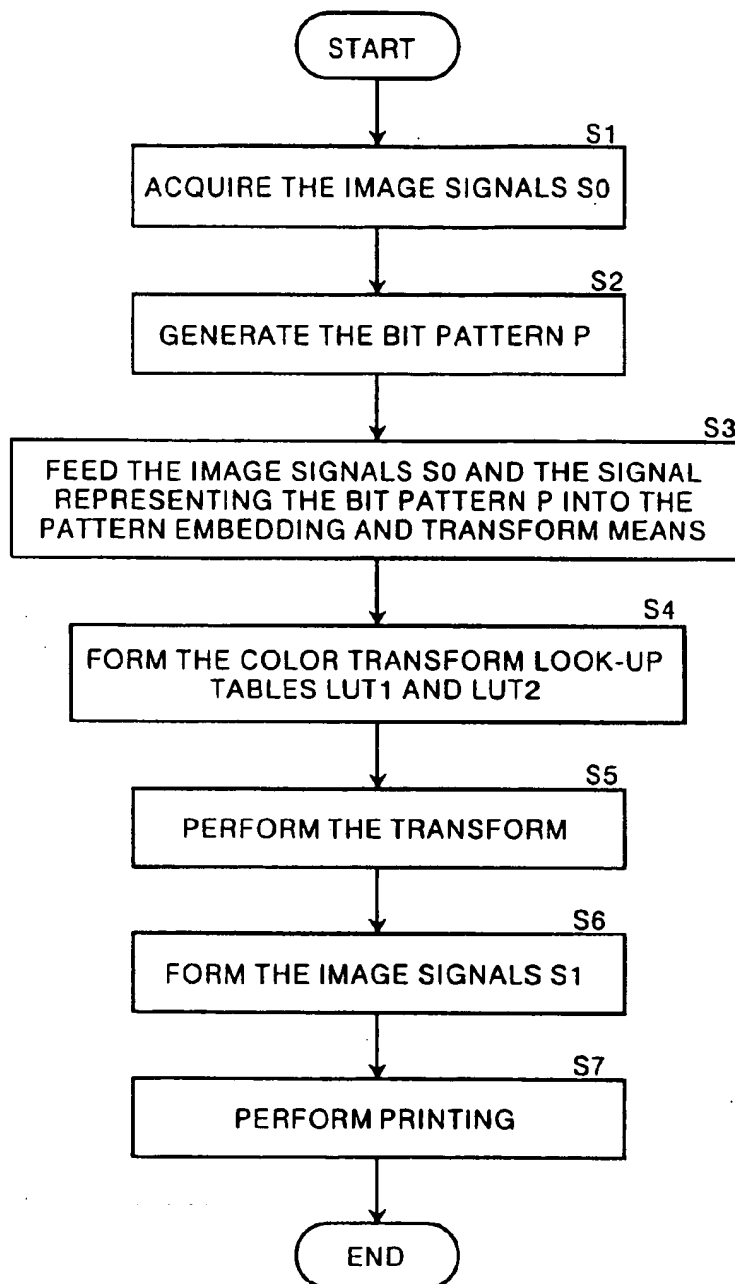 START
S1
ACQUIRE THE IMAGE SIGNALS S0
S2
GENERATE THE BIT PATTERN P
S3
FEED THE IMAGE SIGNALS S0 AND THE SIGNAL
REPRESENTING THE BIT PATTERN P INTO THE
PATTERN EMBEDDING AND TRANSFORM MEANS
S4
FORM THE COLOR TRANSFORM LOOK-UP
TABLES LUT1 AND LUT2
S5
PERFORM THE TRANSFORM
S6
FORM THE IMAGE SIGNALS S1
S7
PERFORM PRINTING
END